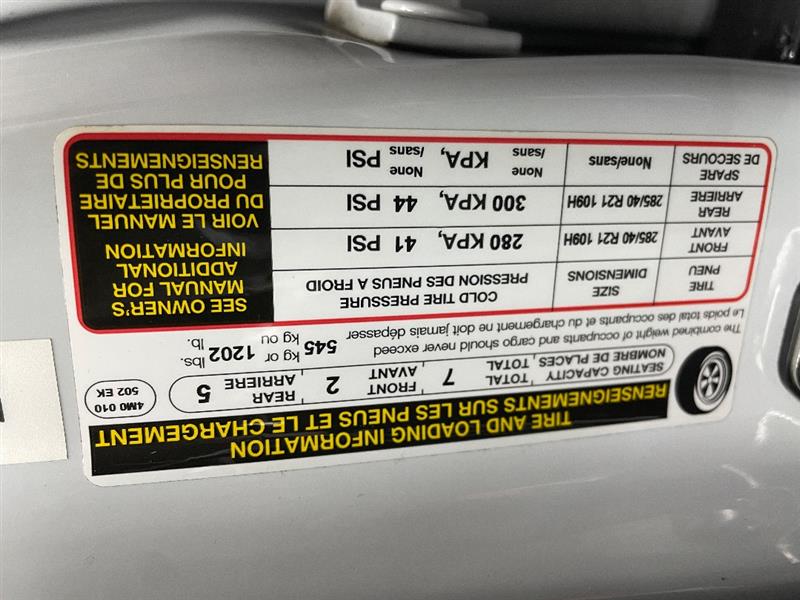 TIRE AND LOADING INFORMATION
RENSEIGNEMENTS SUR LES PNEUS ET LE CHARGEMENT
SEATING CAPACITY TOTAL 7 FRONT 2 REAR 5
NOMBRE DE PLACES, TOTAL AVANT ARRIERE
4M0 010
502 EK
The combined weight of occupants and cargo should never exceed 545 kg or 1202 lbs.
Le poids total des occupants et du chargement ne doit jamais dépasser kg ou lb.
TIRE SIZE COLD TIRE PRESSURE
PNEU DIMENSIONS PRESSION DES PNEUS A FROID
FRONT 285/40 R21 109H 280 KPA, 41 PSI
AVANT
REAR 285/40 R21 109H 300 KPA, 44 PSI
ARRIERE
SPARE None/sans None/sans KPA, None/sans PSI
DE SECOURS
SEE OWNER'S
MANUAL FOR
ADDITIONAL
INFORMATION
VOIR LE MANUEL
DU PROPRIETAIRE
POUR PLUS DE
RENSEIGNEMENTS